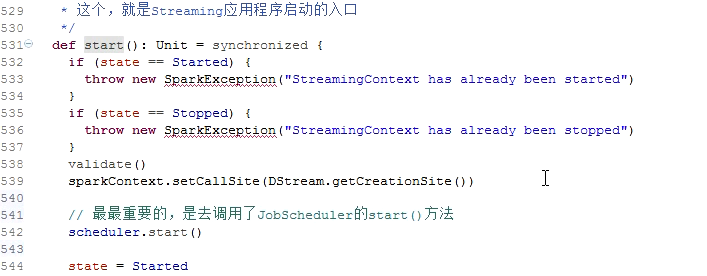 529 * 这个，就是Streaming应用程序启动的入口
530 */
531 def start(): Unit = synchronized {
532 if (state == Started) {
533 throw new SparkException("StreamingContext has already been started")
534 }
535 if (state == Stopped) {
536 throw new SparkException("StreamingContext has already been stopped")
537 }
538 validate()
539 sparkContext.setCallSite(DStream.getCreationSite())
540
541 // 最最重要的，是去调用了JobScheduler的start()方法
542 scheduler.start()
543
544 state = Started